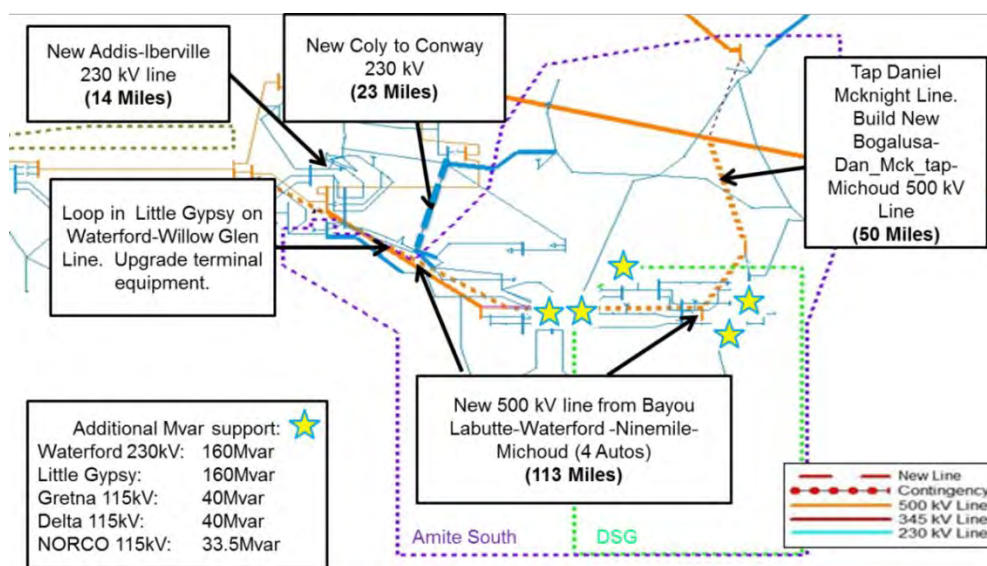 New Addis-Iberville
230 kV line
(14 Miles)
New Coly to Conway
230 kV
(23 Miles)
Tap Daniel
Mcknight Line.
Build New
Bogalusa-
Dan_Mck_tap-
Michoud 500 kV
Line
(50 Miles)
Loop in Little Gypsy on
Waterford-Willow Glen
Line. Upgrade terminal
equipment.
New 500 kV line from Bayou
Labutte-Waterford -Ninemile-
Michoud (4 Autos)
(113 Miles)
Additional Mvar support:
Waterford 230kV: 160Mvar
Little Gypsy: 160Mvar
Gretna 115kV: 40Mvar
Delta 115kV: 40Mvar
NORCO 115kV: 33.5Mvar
Amite South
DSG
New Line
Contingency
500 kV Line
345 kV Line
230 kV Line